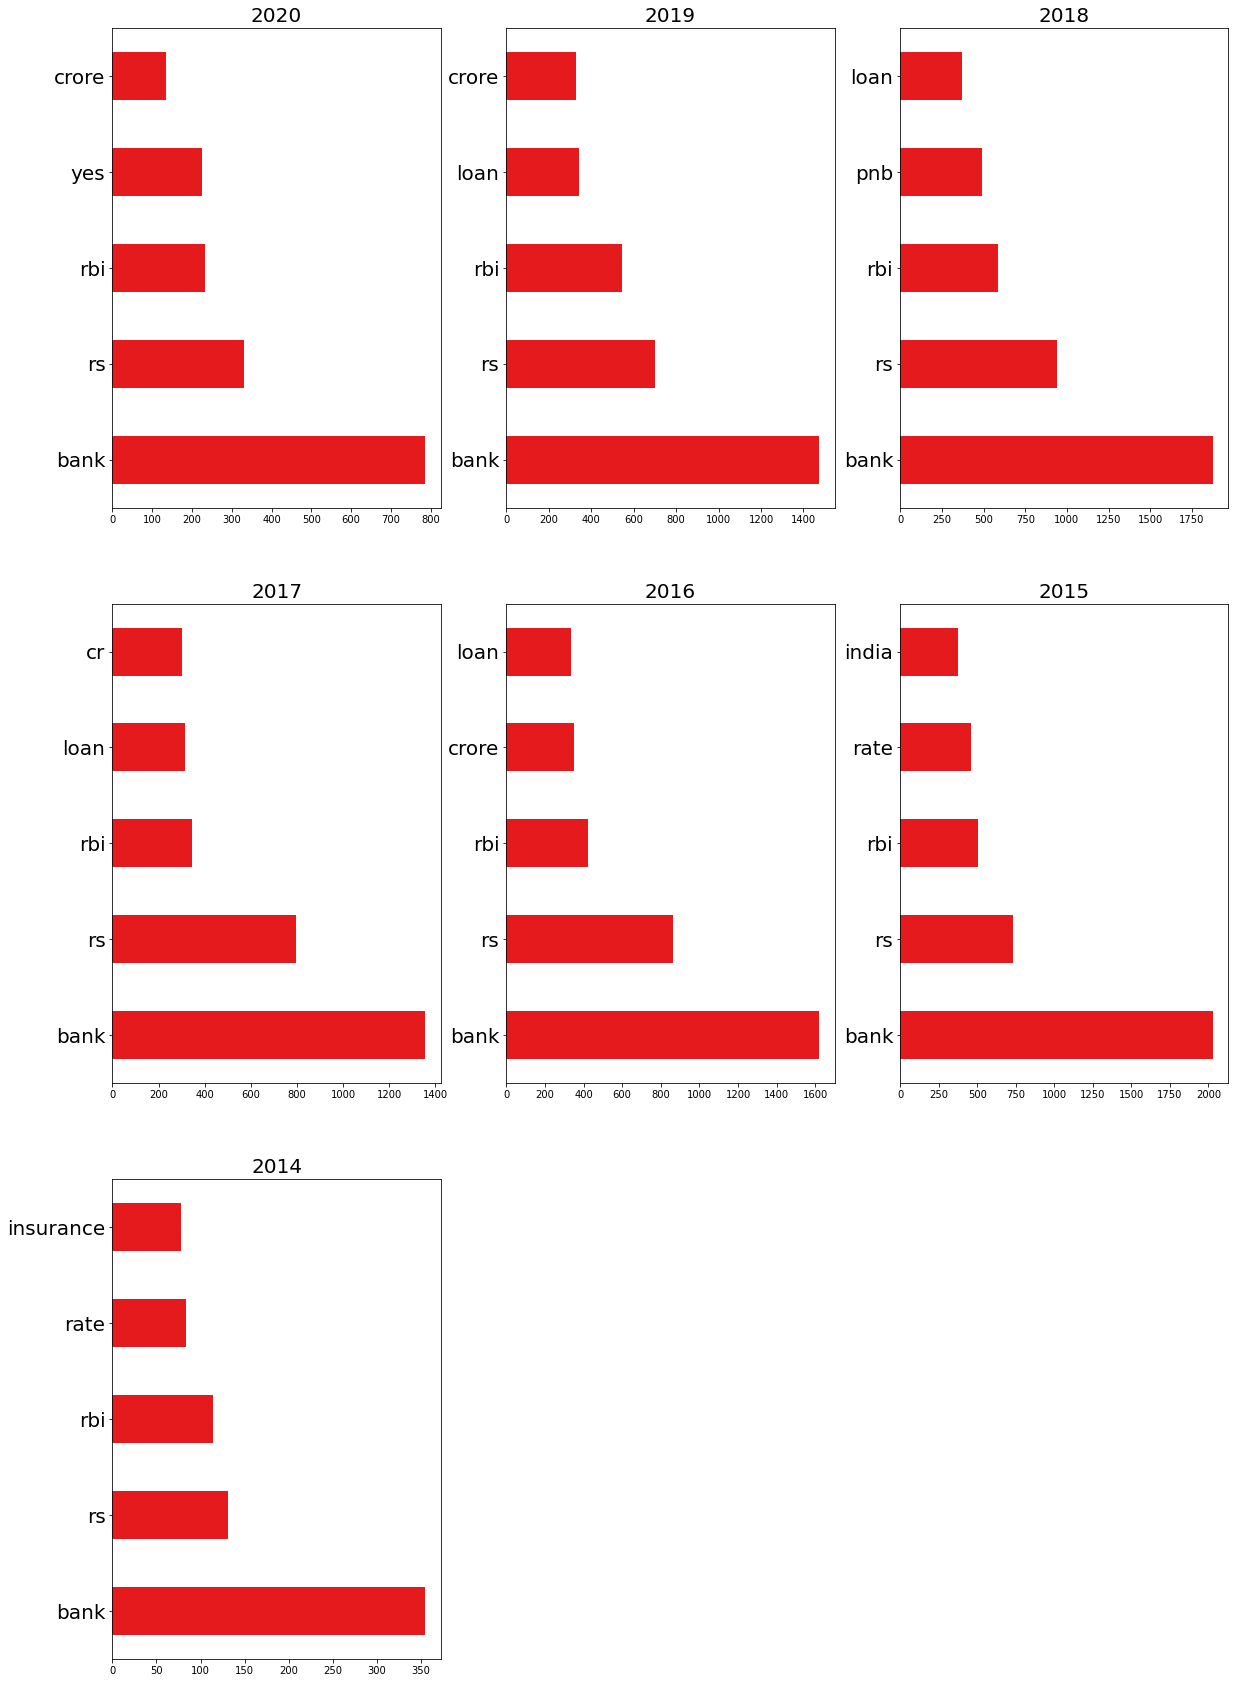 2020
crore
yes
rbi
rs
bank
0 100 200 300 400 500 600 700 800
2019
crore
loan
rbi
rs
bank
0 200 400 600 800 1000 1200 1400
2018
loan
pnb
rbi
rs
bank
0 250 500 750 1000 1250 1500 1750
2017
cr
loan
rbi
rs
bank
0 200 400 600 800 1000 1200 1400
2016
loan
crore
rbi
rs
bank
0 200 400 600 800 1000 1200 1400 1600
2015
india
rate
rbi
rs
bank
0 250 500 750 1000 1250 1500 1750 2000
2014
insurance
rate
rbi
rs
bank
0 50 100 150 200 250 300 350